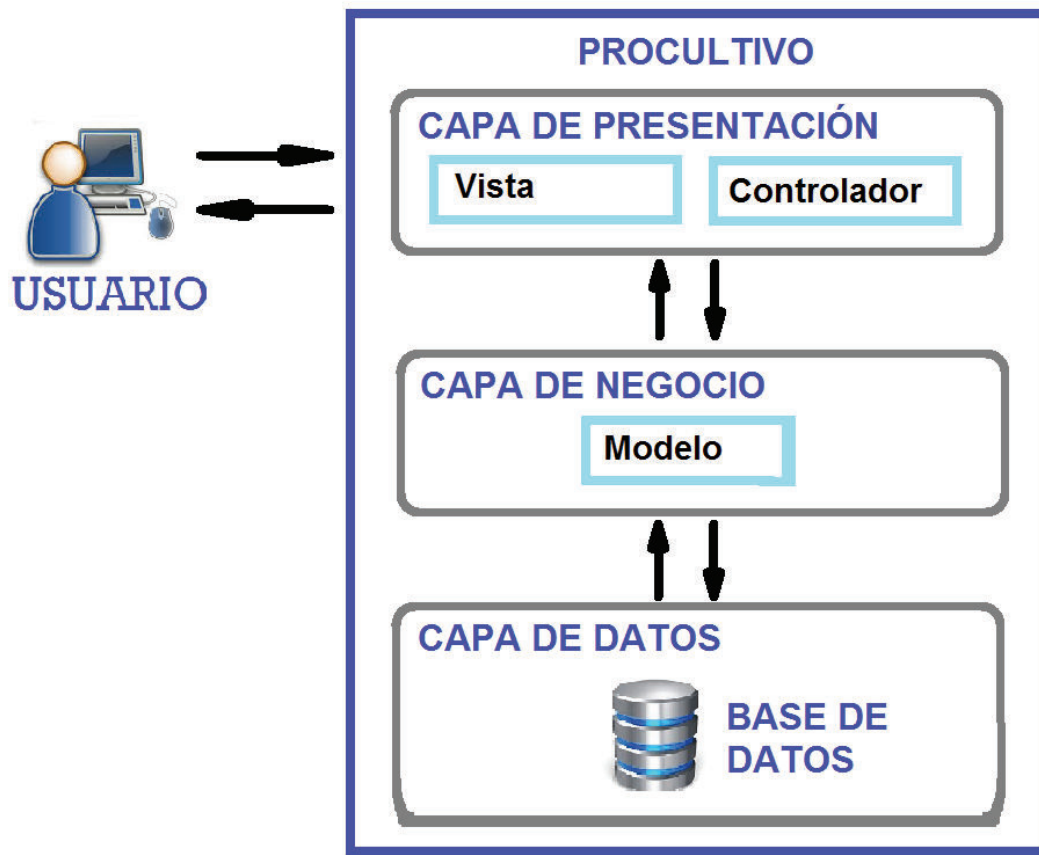 PROCULTIVO
CAPA DE PRESENTACIÓN
Vista
Controlador
USUARIO
CAPA DE NEGOCIO
Modelo
CAPA DE DATOS
BASE DE
DATOS